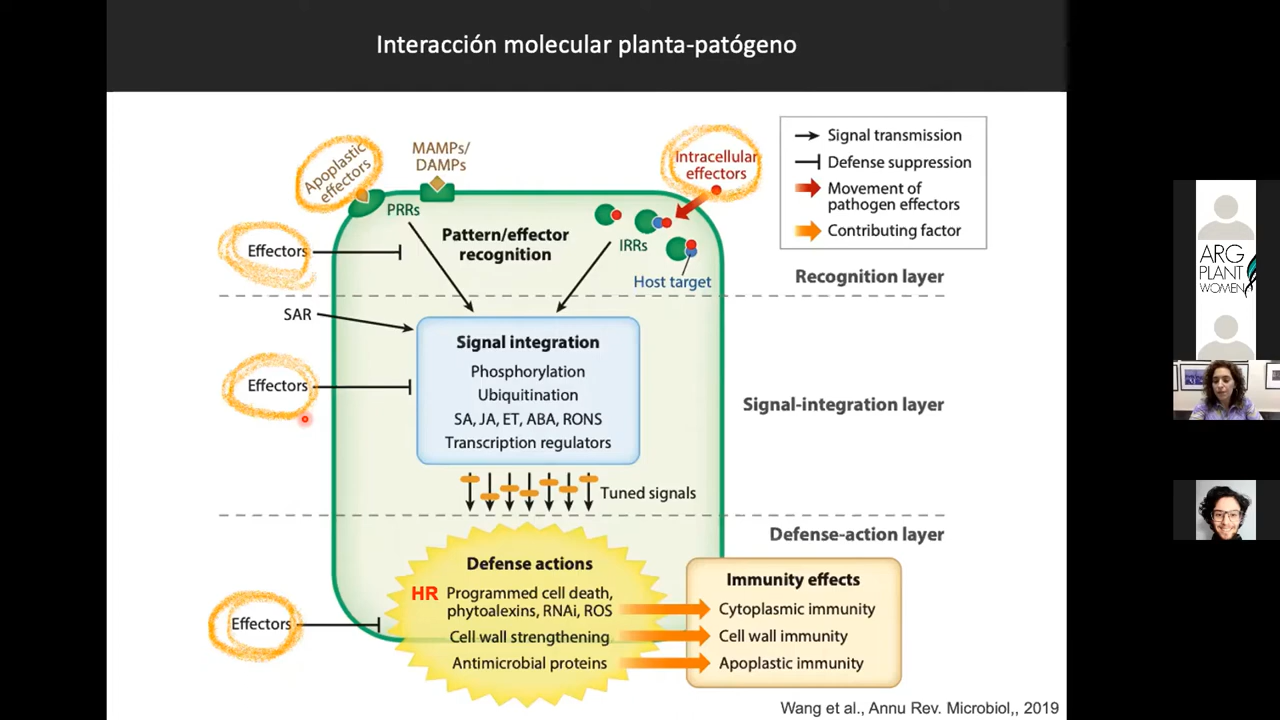 Interacción molecular planta-patógeno
Apoplastic
effectors
MAMPs/
DAMPs
PRRs
Intracellular
effectors
Signal transmission
Defense suppression
Movement of
pathogen effectors
Contributing factor
Effectors
Pattern/effector
recognition
IRRs
Host target
Recognition layer
SAR
Effectors
Signal integration
Phosphorylation
Ubiquitination
SA, JA, ET, ABA, RONS
Transcription regulators
Signal-integration layer
Tuned signals
Defense-action layer
Effectors
Defense actions
HR Programmed cell death,
phytoalexins, RNAi, ROS
Cell wall strengthening
Antimicrobial proteins
Immunity effects
Cytoplasmic immunity
Cell wall immunity
Apoplastic immunity
Wang et al., Annu Rev. Microbiol,, 2019
ARG
PLANT
WOMEN